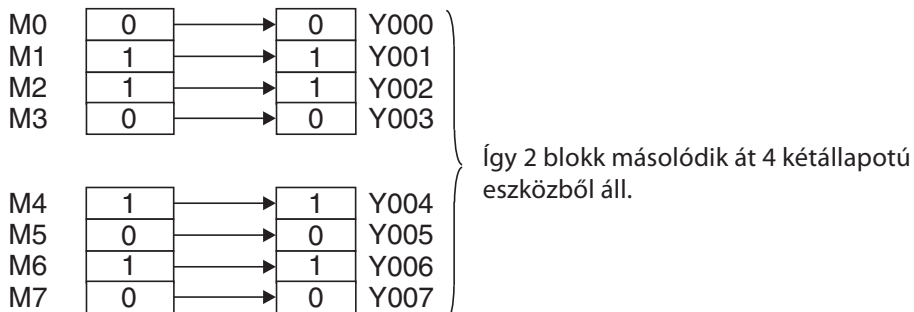 M0 0 0 Y000
M1 1 1 Y001
M2 1 1 Y002
M3 0 0 Y003
Így 2 blokk másolódik át 4 kétállapotú
eszközből áll.
M4 1 1 Y004
M5 0 0 Y005
M6 1 1 Y006
M7 0 0 Y007